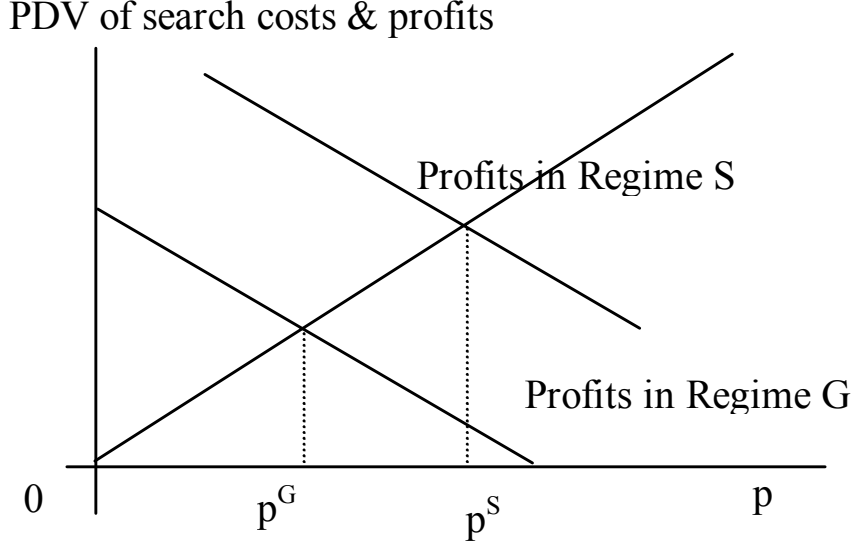 PDV of search costs & profits
Profits in Regime S
Profits in Regime G
0
p^G
p^S
p